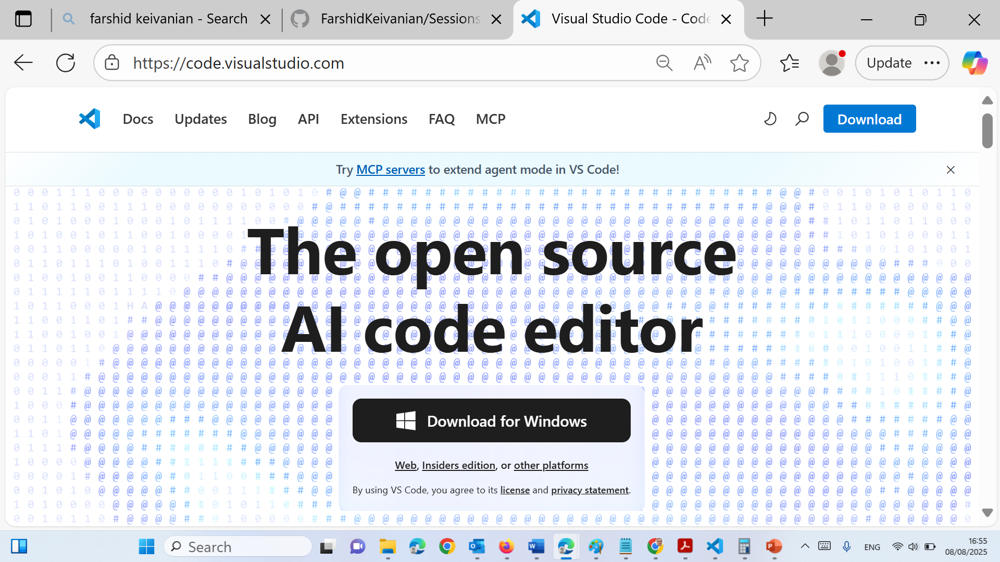 farshid keivanian - Search
FarshidKeivanian/Sessions
Visual Studio Code - Code
https://code.visualstudio.com
Update
Docs Updates Blog API Extensions FAQ MCP
Download
Try MCP servers to extend agent mode in VS Code!
The open source
AI code editor
Download for Windows
Web, Insiders edition, or other platforms
By using VS Code, you agree to its license and privacy statement.
Search
ENG
16:55
08/08/2025